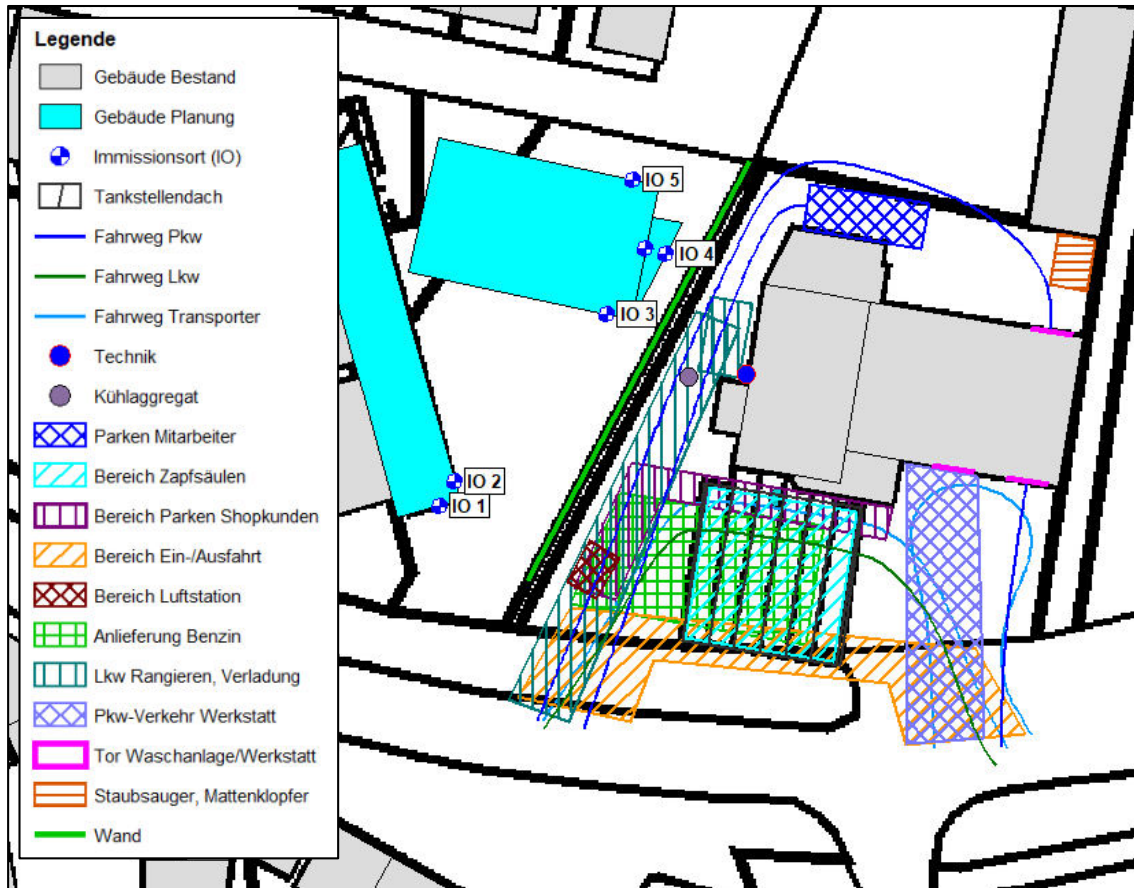 Legende
Gebäude Bestand
Gebäude Planung
Immissionsort (IO)
Tankstellendach
Fahrweg Pkw
Fahrweg Lkw
Fahrweg Transporter
Technik
Kühlaggregat
Parken Mitarbeiter
Bereich Zapfsäulen
Bereich Parken Shopkunden
Bereich Ein-/Ausfahrt
Bereich Luftstation
Anlieferung Benzin
Lkw Rangieren, Verladung
Pkw-Verkehr Werkstatt
Tor Waschanlage/Werkstatt
Staubsauger, Mattenklopfer
Wand
IO 5
IO 4
IO 3
IO 2
IO 1